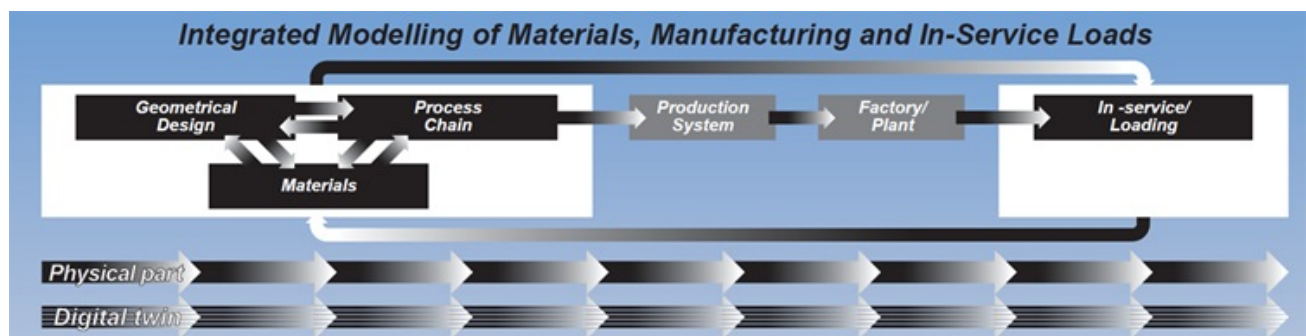 Integrated Modelling of Materials, Manufacturing and In-Service Loads
Geometrical
Design
Process
Chain
Production
System
Factory/
Plant
In -service/
Loading
Materials
Physical part
Digital twin